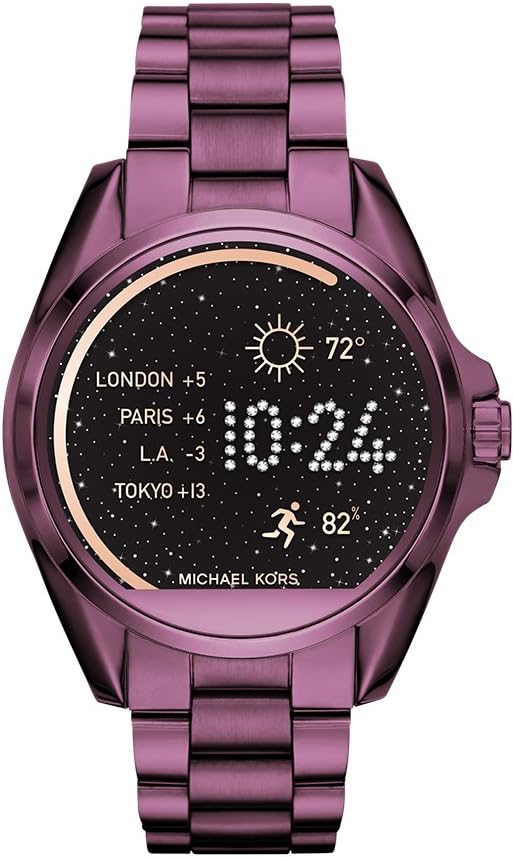 72°
LONDON +5
PARIS +6
L.A. -3
TOKYO +13
10:24
82%
MICHAEL KORS